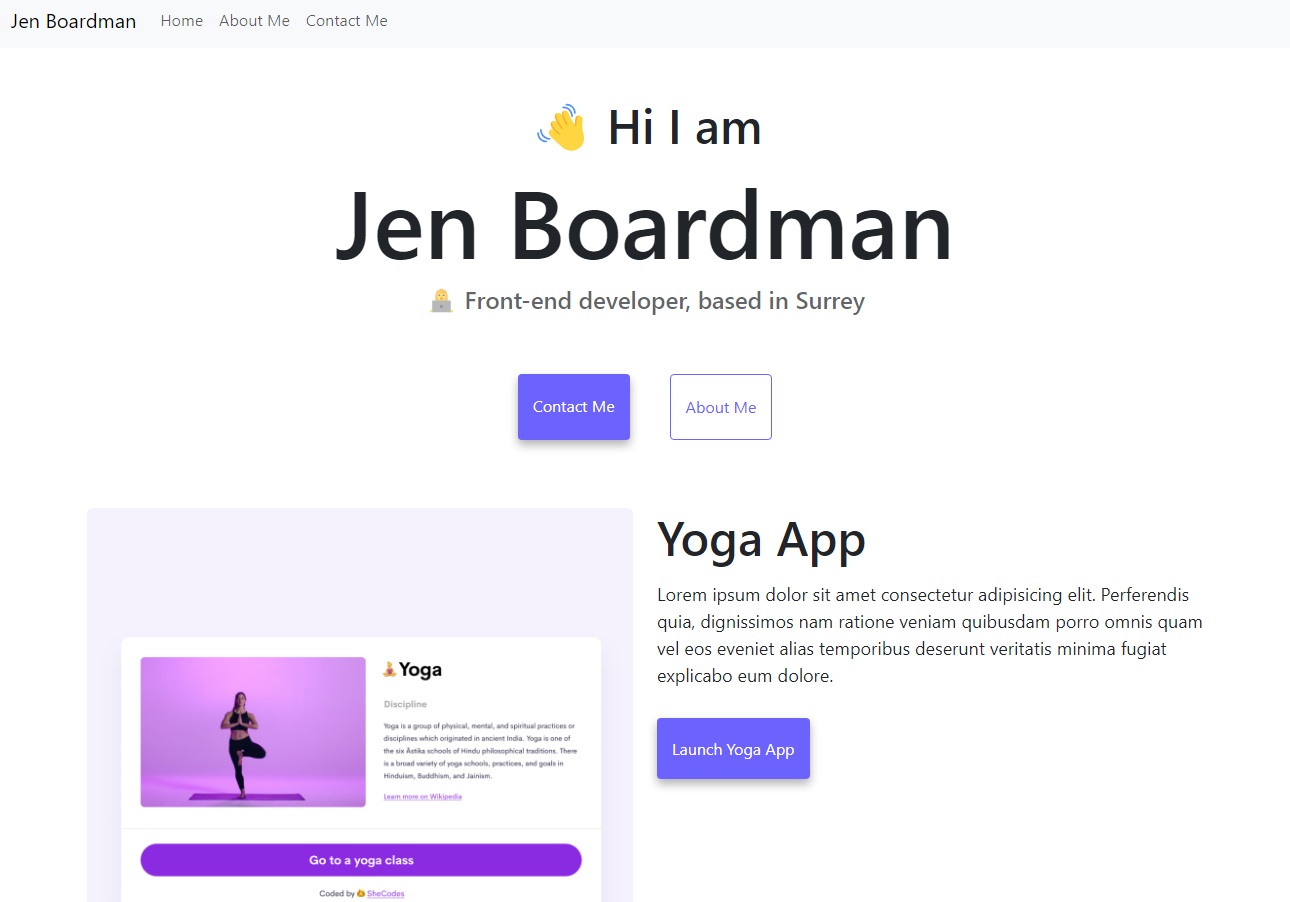 Jen Boardman Home About Me Contact Me
👋 Hi I am
Jen Boardman
👩‍💻 Front-end developer, based in Surrey
Contact Me
About Me
Yoga App
Lorem ipsum dolor sit amet consectetur adipisicing elit. Perferendis
quia, dignissimos nam ratione veniam quibusdam porro omnis quam
vel eos eveniet alias temporibus deserunt veritatis minima fugiat
explicabo eum dolore.
Launch Yoga App
🧘Yoga
Discipline
Yoga is a group of physical, mental, and spiritual practices or
disciplines which originated in ancient India. Yoga is one of
the six Āstika schools of Hindu philosophical traditions. There
is a broad variety of yoga schools, practices, and goals in
Hinduism, Buddhism, and Jainism.
Learn more on Wikipedia
Go to a yoga class
Coded by 🔥 SheCodes